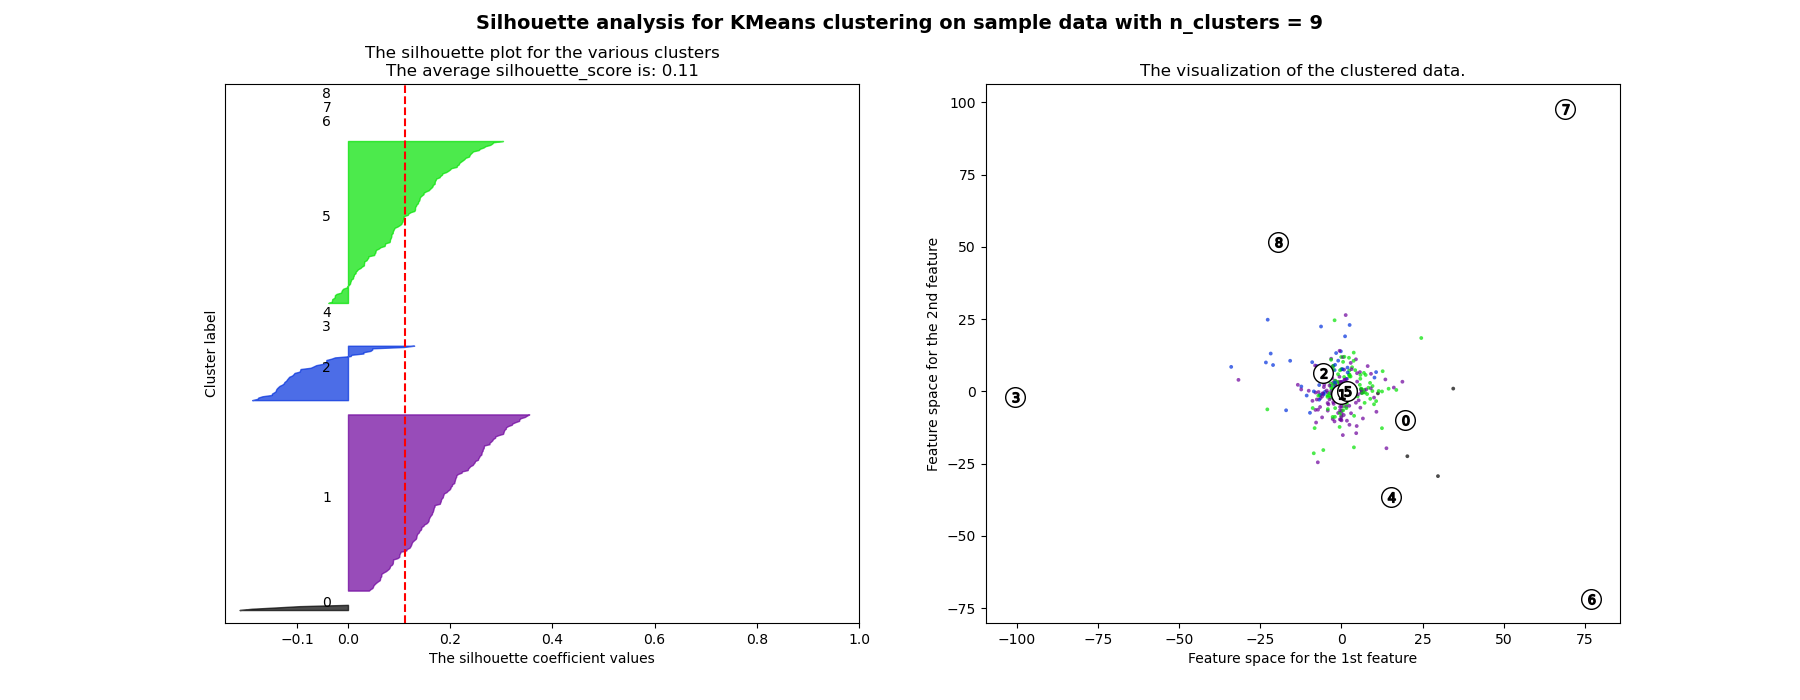 Silhouette analysis for KMeans clustering on sample data with n_clusters = 9
The silhouette plot for the various clusters
The average silhouette_score is: 0.11
8
7
6
5
4
3
2
1
0
Cluster label
−0.1 0.0 0.2 0.4 0.6 0.8 1.0
The silhouette coefficient values
The visualization of the clustered data.
100
75
50
25
0
−25
−50
−75
Feature space for the 2nd feature
7
8
2
1 5
3
0
4
6
−100 −75 −50 −25 0 25 50 75
Feature space for the 1st feature